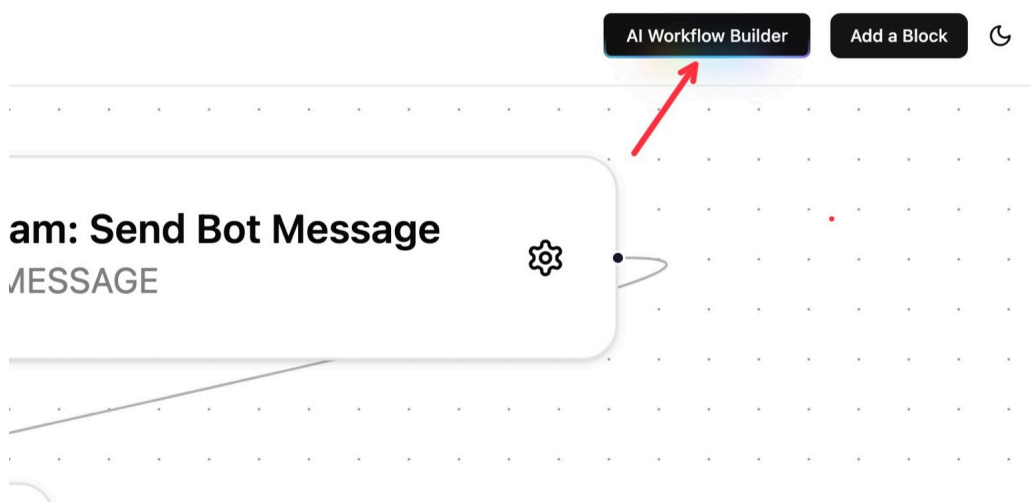 AI Workflow Builder
Add a Block
am: Send Bot Message
MESSAGE